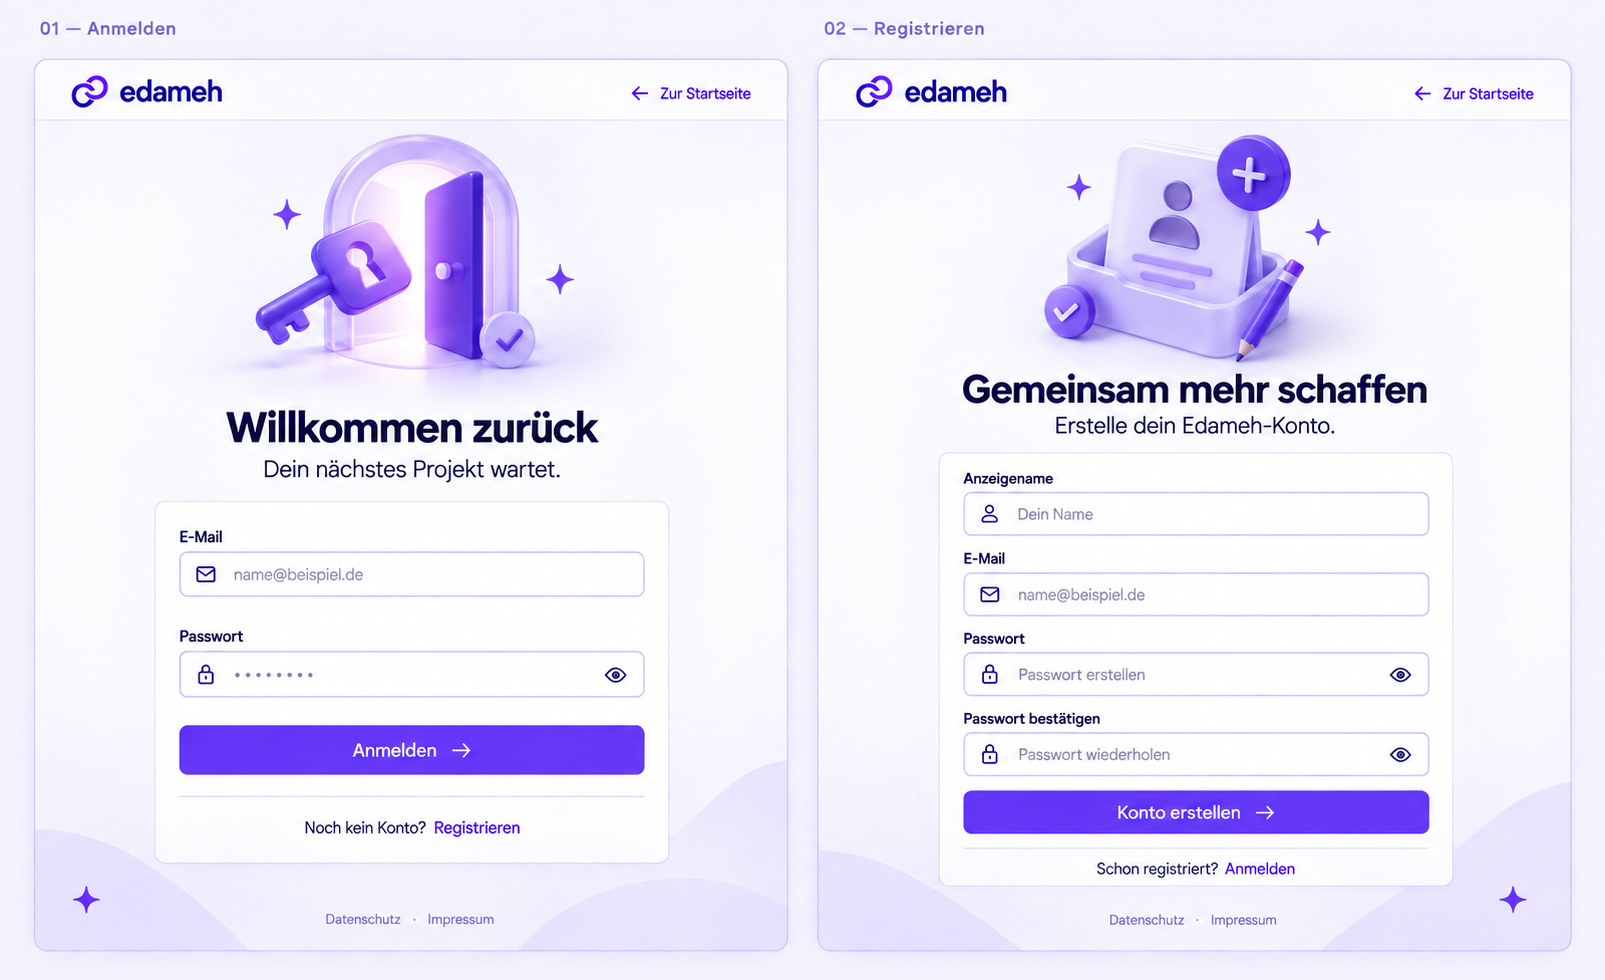 01 — Anmelden
edameh
← Zur Startseite
Willkommen zurück
Dein nächstes Projekt wartet.
E-Mail
name@beispiel.de
Passwort
••••••••
Anmelden →
Noch kein Konto? Registrieren
Datenschutz · Impressum
02 — Registrieren
edameh
← Zur Startseite
Gemeinsam mehr schaffen
Erstelle dein Edameh-Konto.
Anzeigename
Dein Name
E-Mail
name@beispiel.de
Passwort
Passwort erstellen
Passwort bestätigen
Passwort wiederholen
Konto erstellen →
Schon registriert? Anmelden
Datenschutz · Impressum